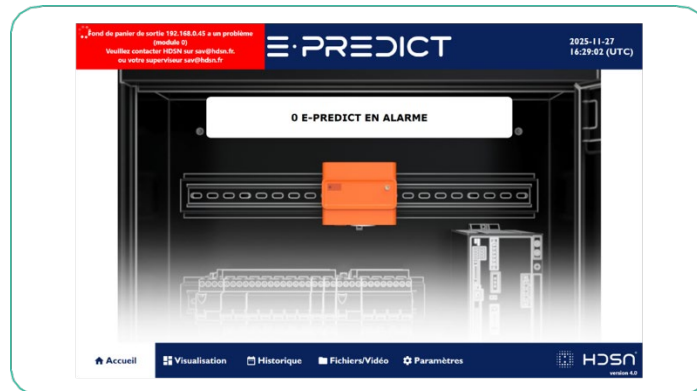 Fond de panier de sortie 192.168.0.45 a un problème
(module 0)
Veuillez contacter HDSN sur sav@hdsn.fr.
ou votre superviseur sav@hdsn.fr
E·PREDICT
2025-11-27
16:29:02 (UTC)
0 E-PREDICT EN ALARME
Accueil
Visualisation
Historique
Fichiers/Vidéo
Paramètres
HDSN
version 4.0